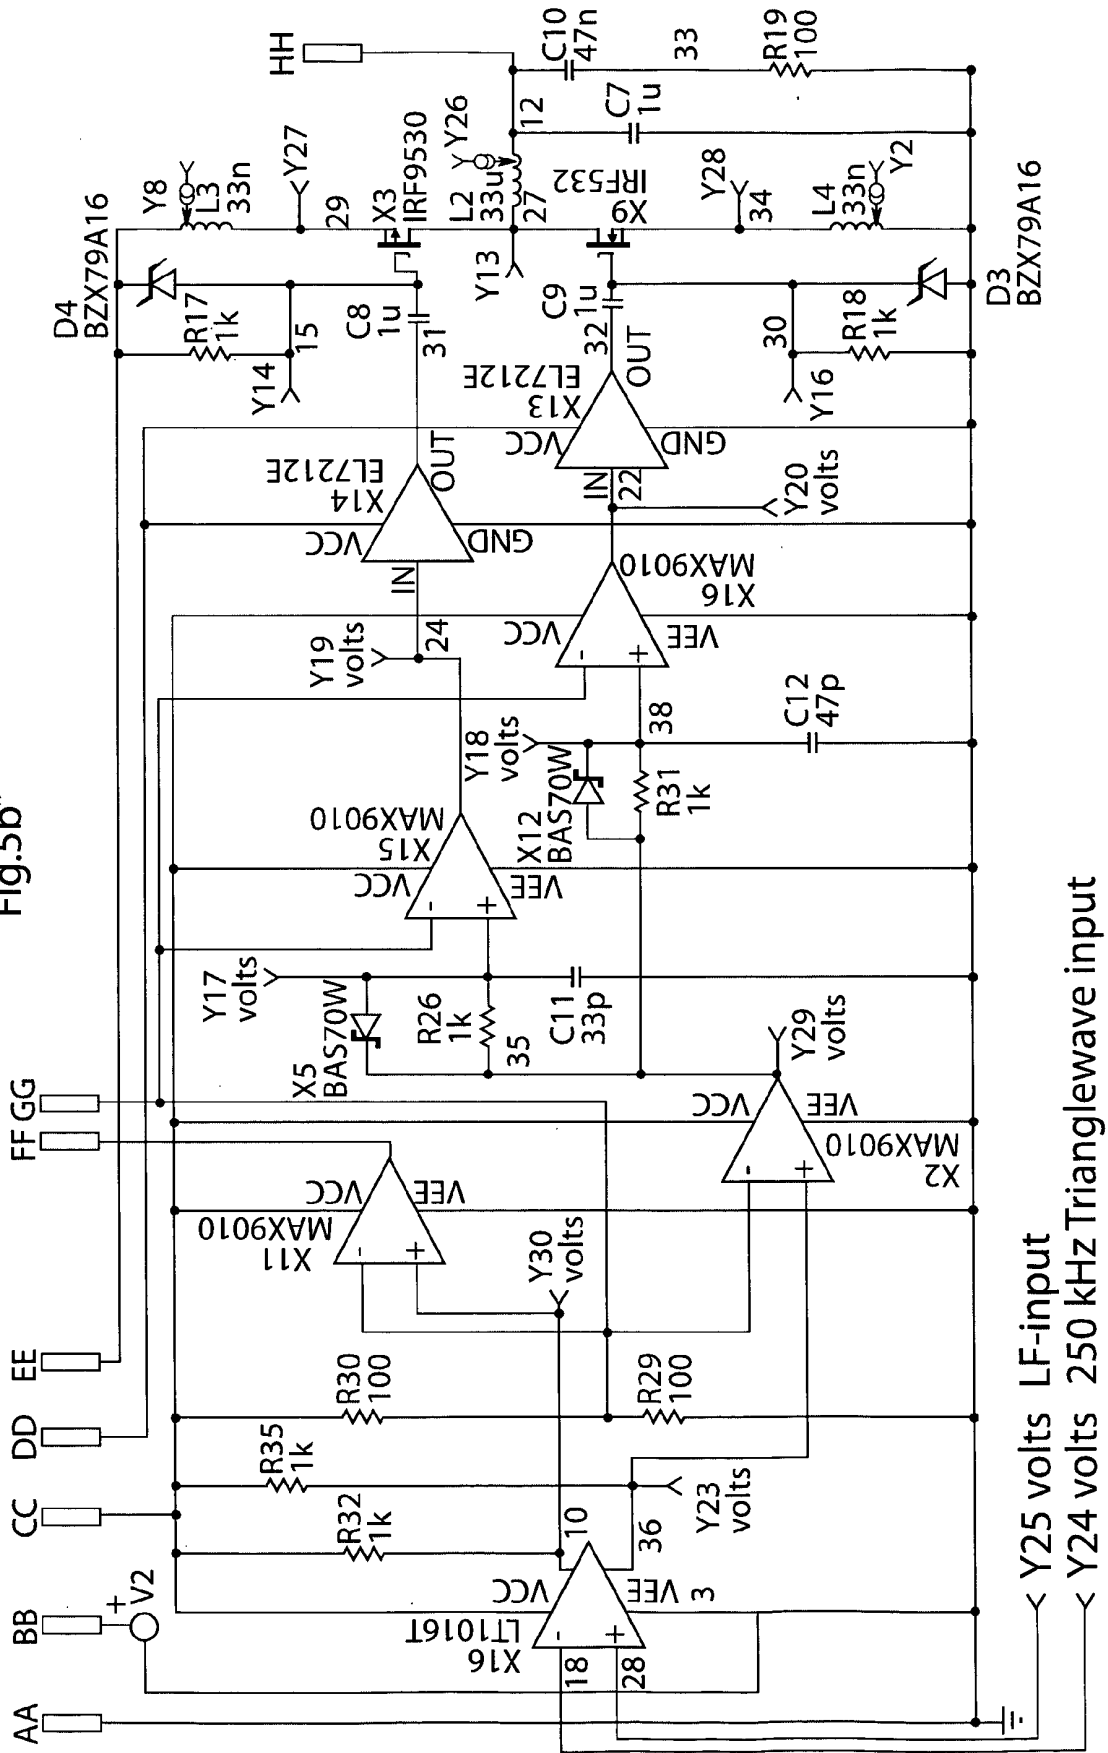 Fig.5b"
AA
BB
CC
DD
EE
FF
GG
HH
+
V2
X16
LT1016T
VCC
VEE
3
-
+
18
28
10
36
R32
1k
R35
1k
Y23
volts
R30
100
R29
100
Y30
volts
X11
MAX9010
VCC
VEE
-
+
X2
MAX9010
VCC
VEE
-
+
Y29
volts
X5
BAS70W
Y17
volts
R26
1k
35
C11
33p
X15
MAX9010
VCC
VEE
-
+
X12
BAS70W
Y18
volts
R31
1k
38
C12
47p
X16
MAX9010
VCC
VEE
-
+
Y19
volts
24
IN
X14
EL7212E
VCC
GND
OUT
Y20
volts
22
IN
X13
EL7212E
VCC
GND
OUT
D4
BZX79A16
R17
1k
Y14
15
C8
1u
31
C9
1u
32
30
Y16
R18
1k
D3
BZX79A16
Y8
L3
33n
Y27
29
X3
IRF9530
Y13
L2
33u
27
Y26
X9
IRF532
Y28
34
L4
33n
Y2
12
C7
1u
C10
47n
33
R19
100
Y25 volts LF-input
Y24 volts 250 kHz Trianglewave input